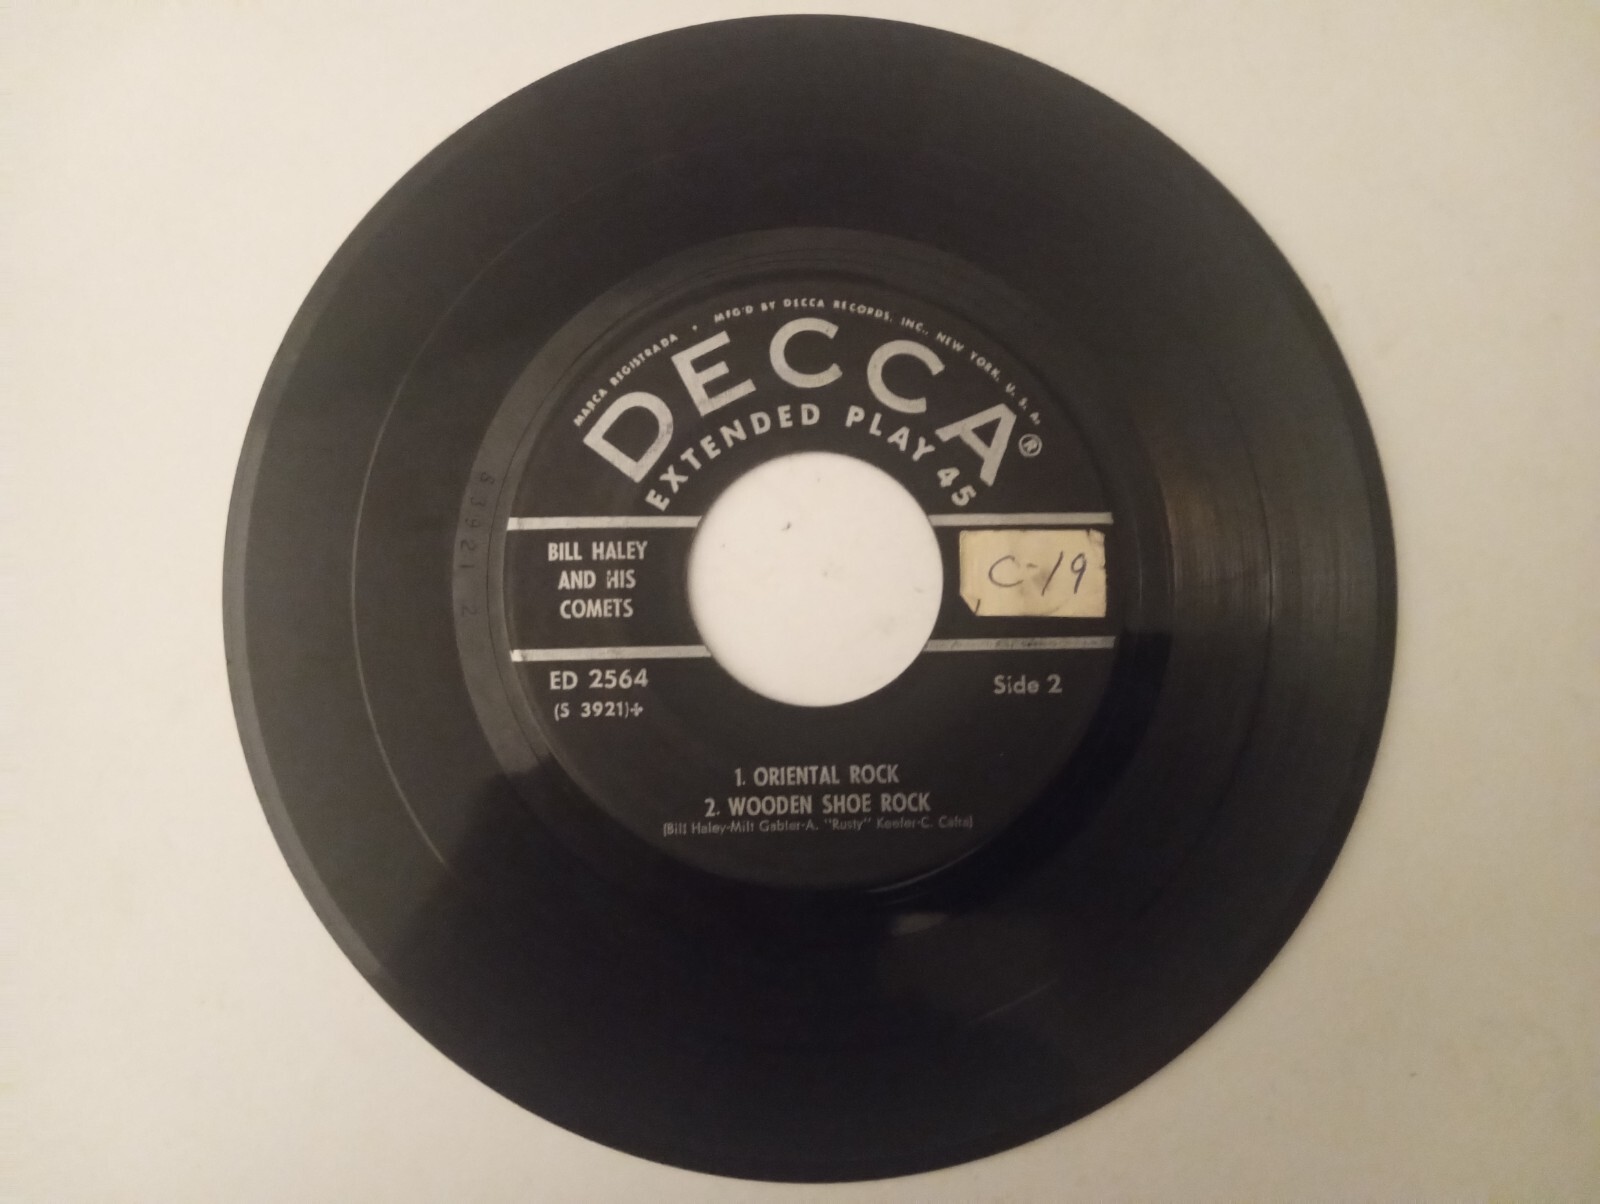 MARCA REGISTRADA • MFG'D BY DECCA RECORDS, INC., NEW YORK, U. S. A.
DECCA®
EXTENDED PLAY 45
BILL HALEY
AND HIS
COMETS
C-19
ED 2564
(S 3921)+
Side 2
1. ORIENTAL ROCK
2. WOODEN SHOE ROCK
(Bill Haley-Milt Gabler-A. "Rusty" Keefer-C. Cafra)
S3921 2